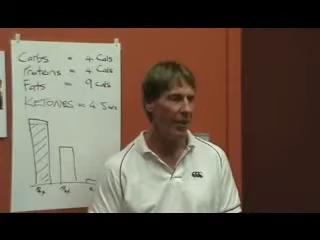 Carbs = 4 Cals
Proteins = 4 Cals
Fats = 9 Cals
KETONES = 4.5